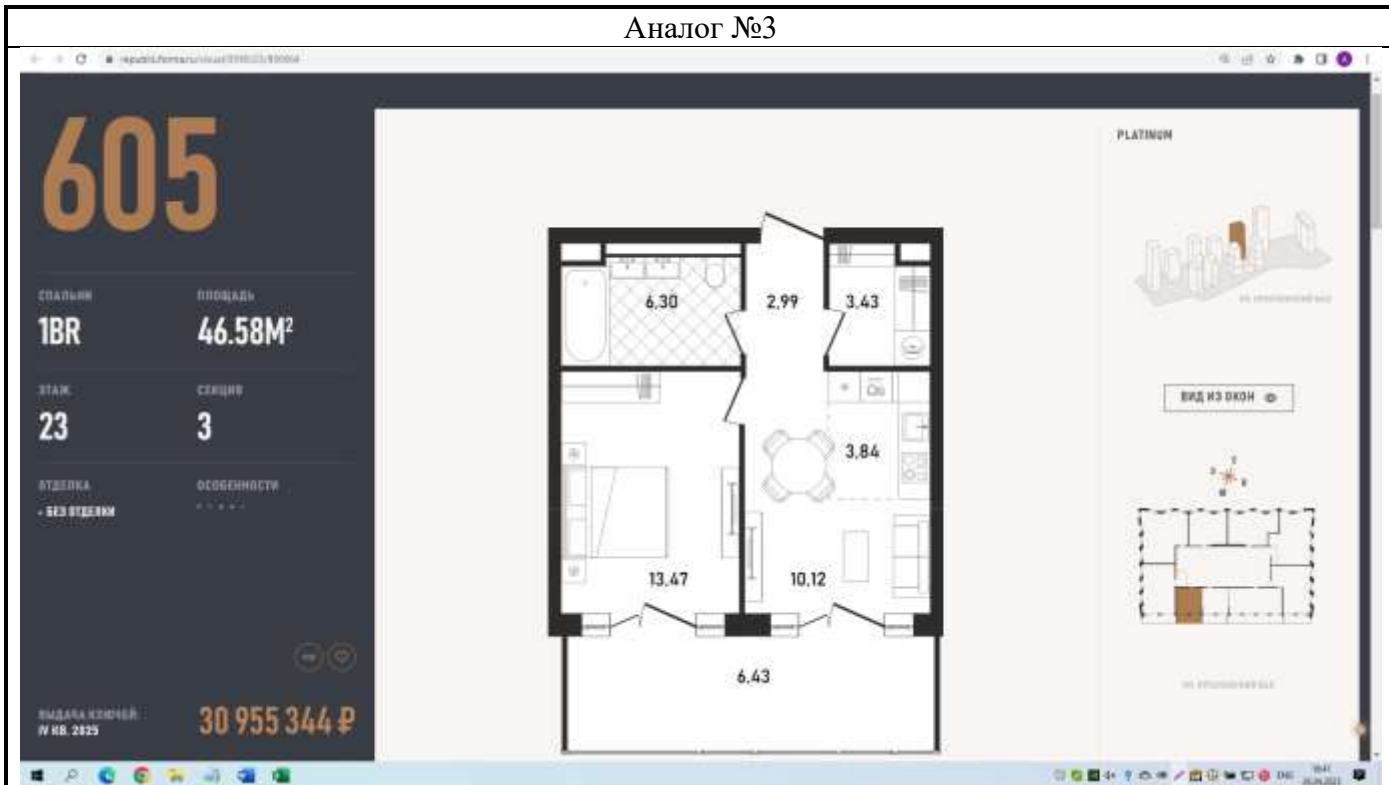 Аналог №3
605
СПАЛЬНИ
ПЛОЩАДЬ
1BR
46.58М²
ЭТАЖ
СЕКЦИЯ
23
3
ОТДЕЛКА
ОСОБЕННОСТИ
- БЕЗ ОТДЕЛКИ
ВЫДАЧА КЛЮЧЕЙ:
IV КВ. 2025
30 955 344 ₽
6.30
2.99
3.43
3.84
13.47
10.12
6.43
PLATINUM
ВИД ИЗ ОКОН
ENG